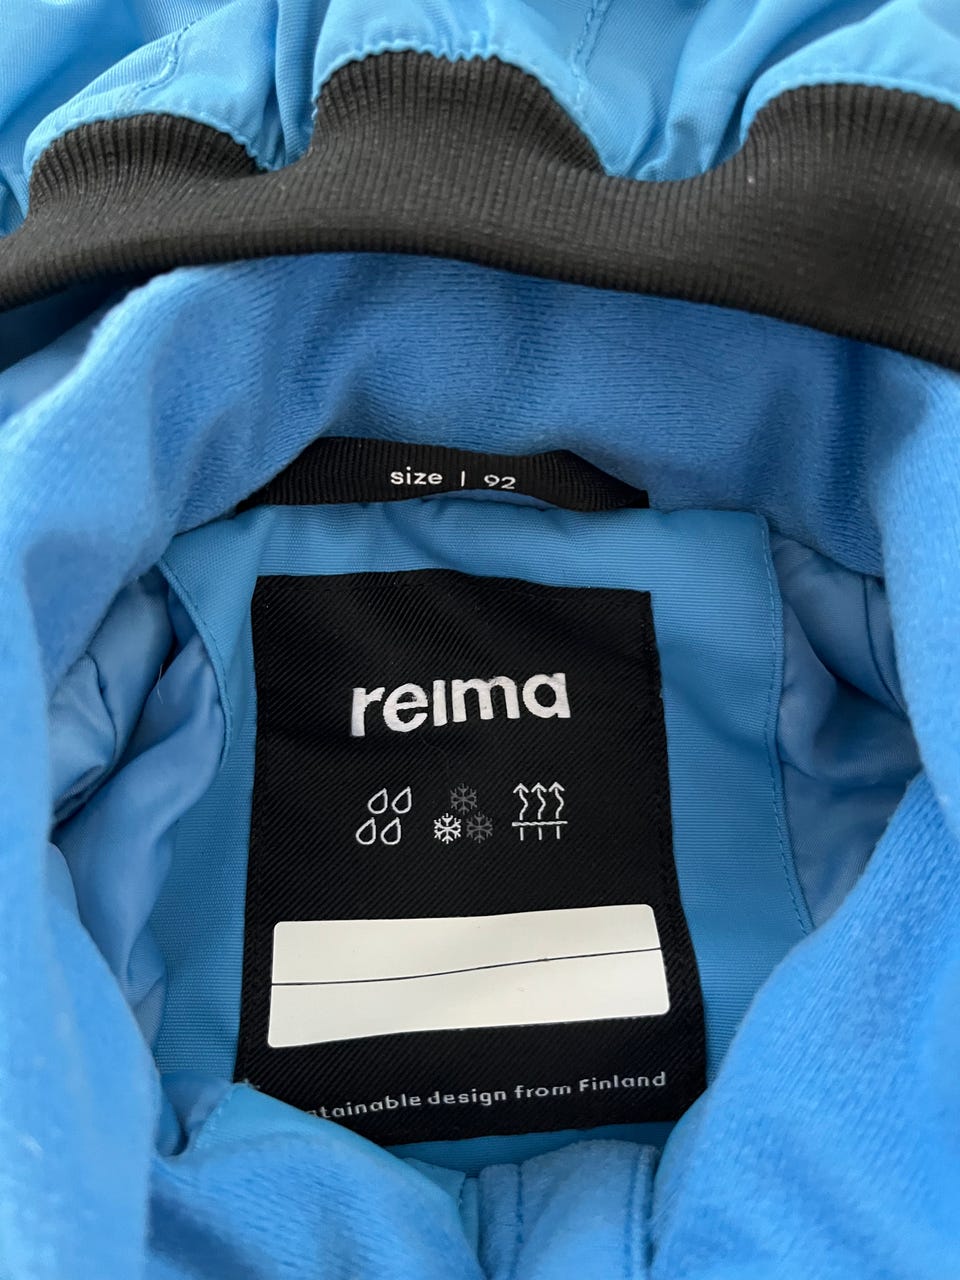 size | 92
reima
design from Finland